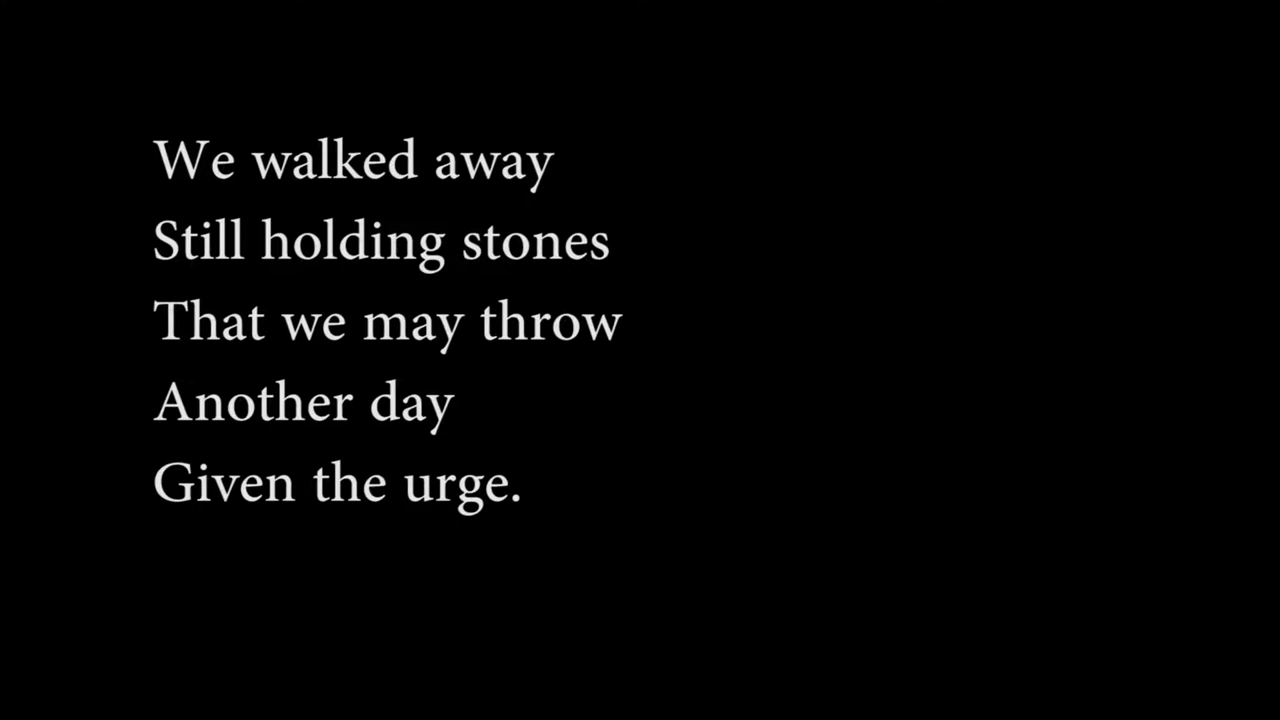 We walked away
Still holding stones
That we may throw
Another day
Given the urge.